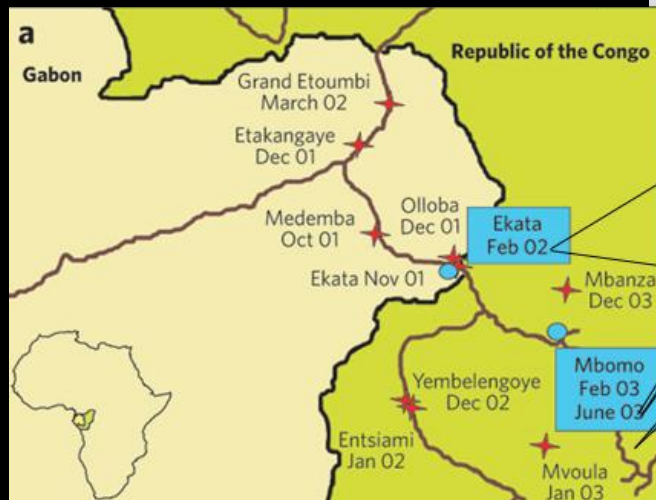 a
Gabon
Republic of the Congo
Grand Etoumbi
March 02
Etakangaye
Dec 01
Medemba
Oct 01
Olloba
Dec 01
Ekata
Feb 02
Ekata Nov 01
Mbanza
Dec 03
Mbomo
Feb 03
June 03
Yembelengoye
Dec 02
Entsiami
Jan 02
Mvoula
Jan 03